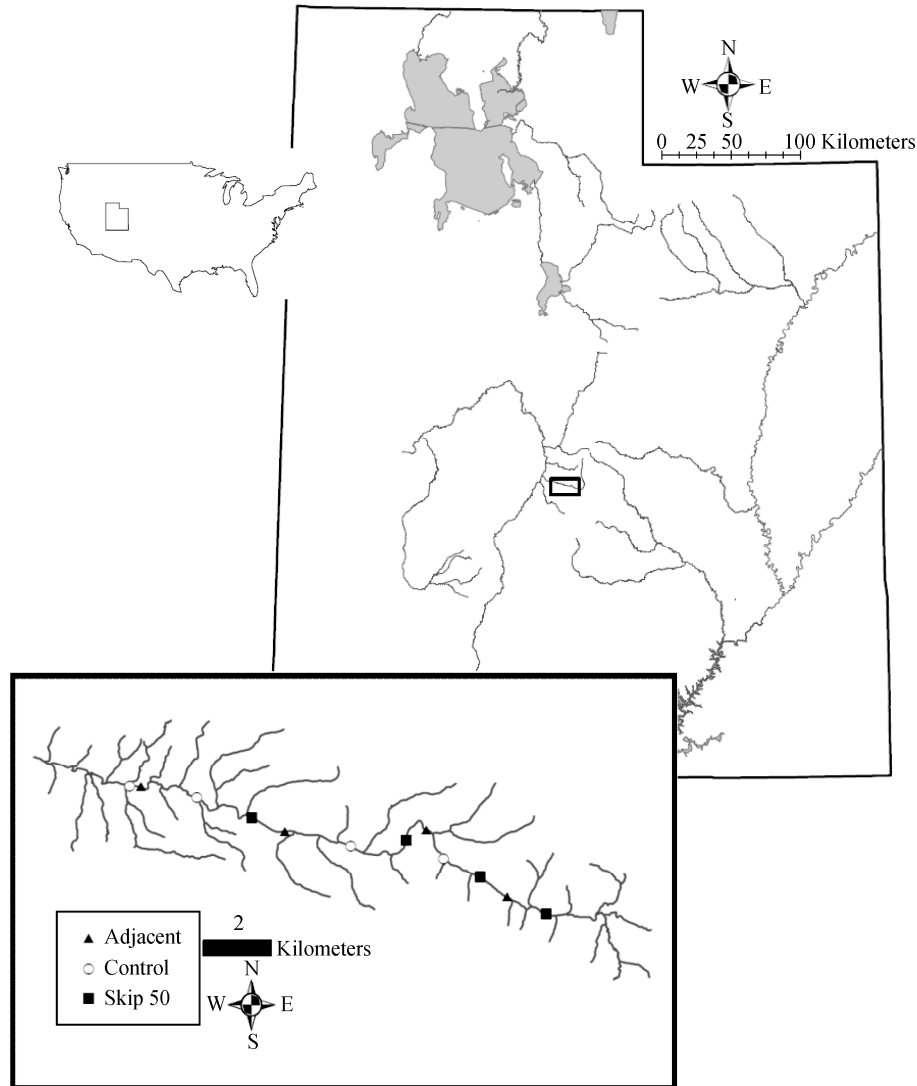 N
W E
S
0 25 50 100 Kilometers
Adjacent
Control
Skip 50
2
Kilometers
N
W E
S